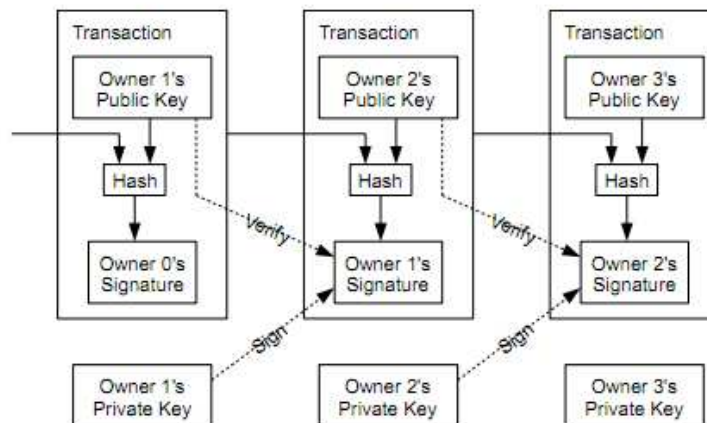 Transaction
Owner 1's
Public Key
Hash
Owner 0's
Signature
Transaction
Owner 2's
Public Key
Hash
Verify
Owner 1's
Signature
Transaction
Owner 3's
Public Key
Hash
Verify
Owner 2's
Signature
Sign
Sign
Owner 1's
Private Key
Owner 2's
Private Key
Owner 3's
Private Key